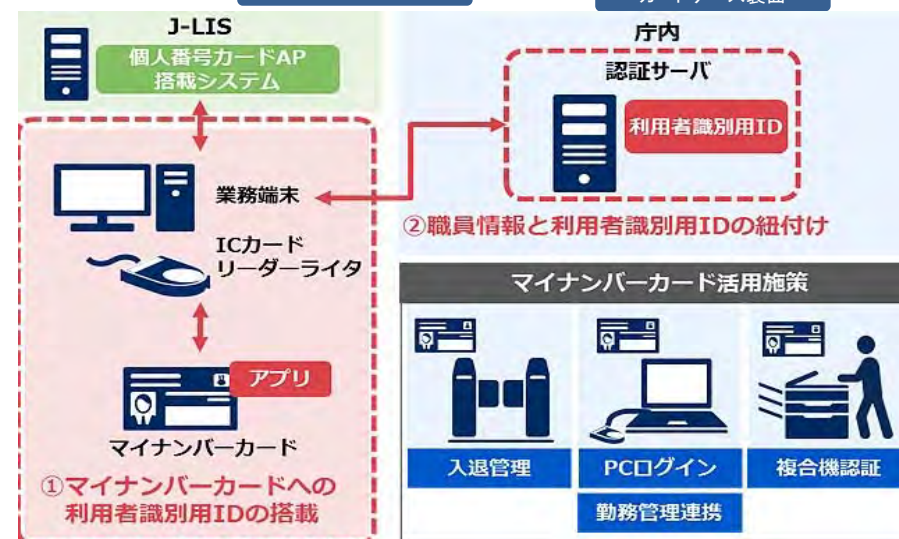 J-LIS
個人番号カードAP
搭載システム
業務端末
ICカード
リーダーライタ
アプリ
マイナンバーカード
①マイナンバーカードへの
利用者識別用IDの搭載
庁内
認証サーバ
利用者識別用ID
②職員情報と利用者識別用IDの紐付け
マイナンバーカード活用施策
入退管理
PCログイン
複合機認証
勤務管理連携